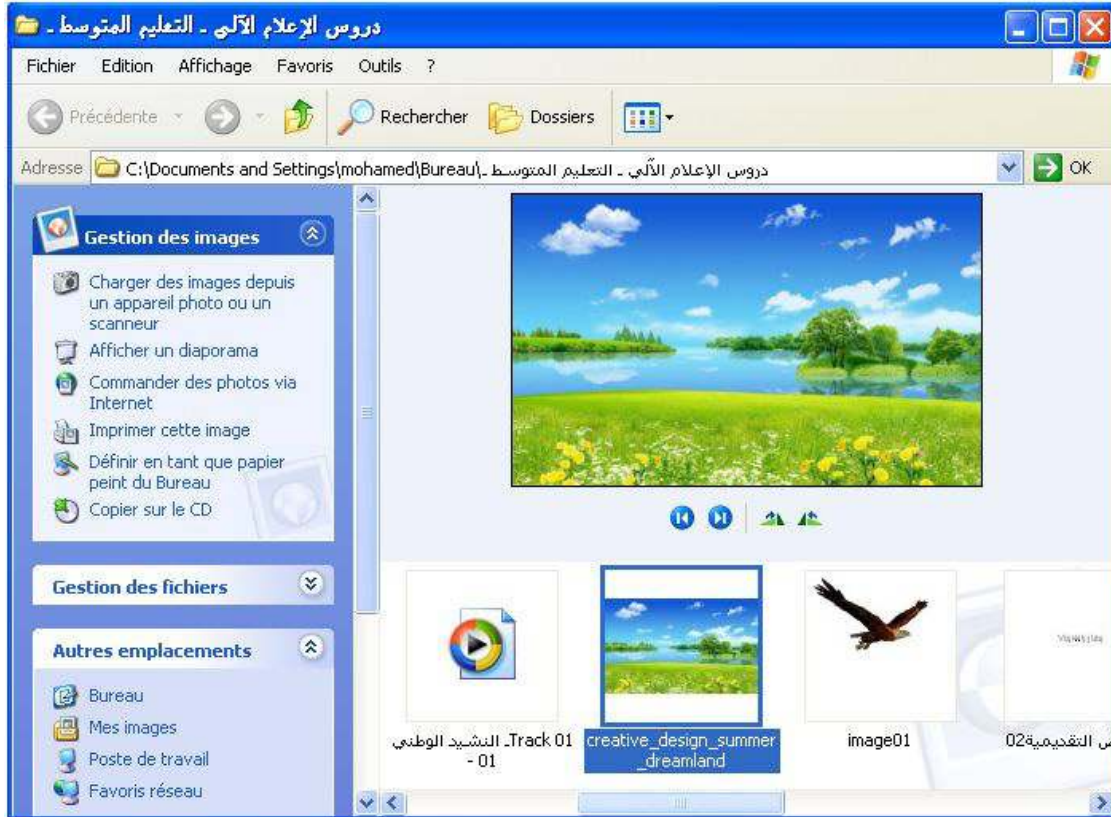 دروس الإعلام الآلي ـ التعليم المتوسط ـ
Fichier Edition Affichage Favoris Outils ?
Précédente Rechercher Dossiers
Adresse C:\Documents and Settings\mohamed\Bureau\دروس الإعلام الآلي ـ التعليم المتوسط ـ OK
Gestion des images
Charger des images depuis
un appareil photo ou un
scanneur
Afficher un diaporama
Commander des photos via
Internet
Imprimer cette image
Définir en tant que papier
peint du Bureau
Copier sur le CD
Gestion des fichiers
Autres emplacements
Bureau
Mes images
Poste de travail
Favoris réseau
Track 01ـ النشيد الوطني
- 01
creative_design_summer
_dreamland
image01
التقديمية02